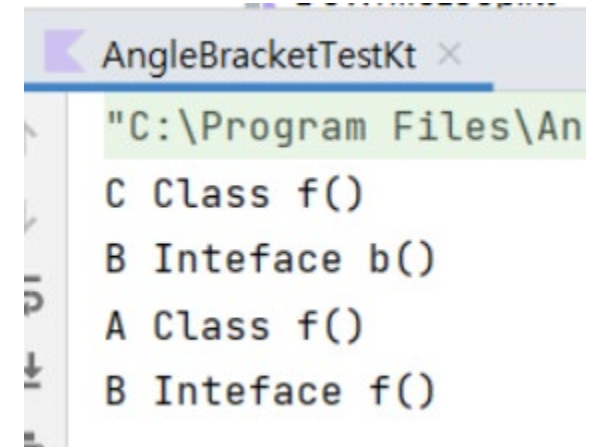 AngleBracketTestKt
"C:\Program Files\An
C Class f()
B Inteface b()
A Class f()
B Inteface f()